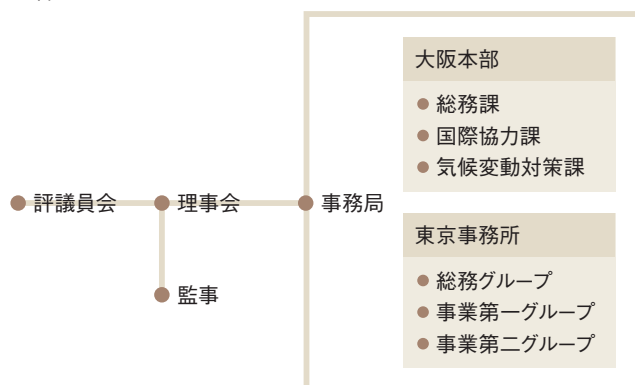 評議員会
理事会
監事
事務局
大阪本部
総務課
国際協力課
気候変動対策課
東京事務所
総務グループ
事業第一グループ
事業第二グループ